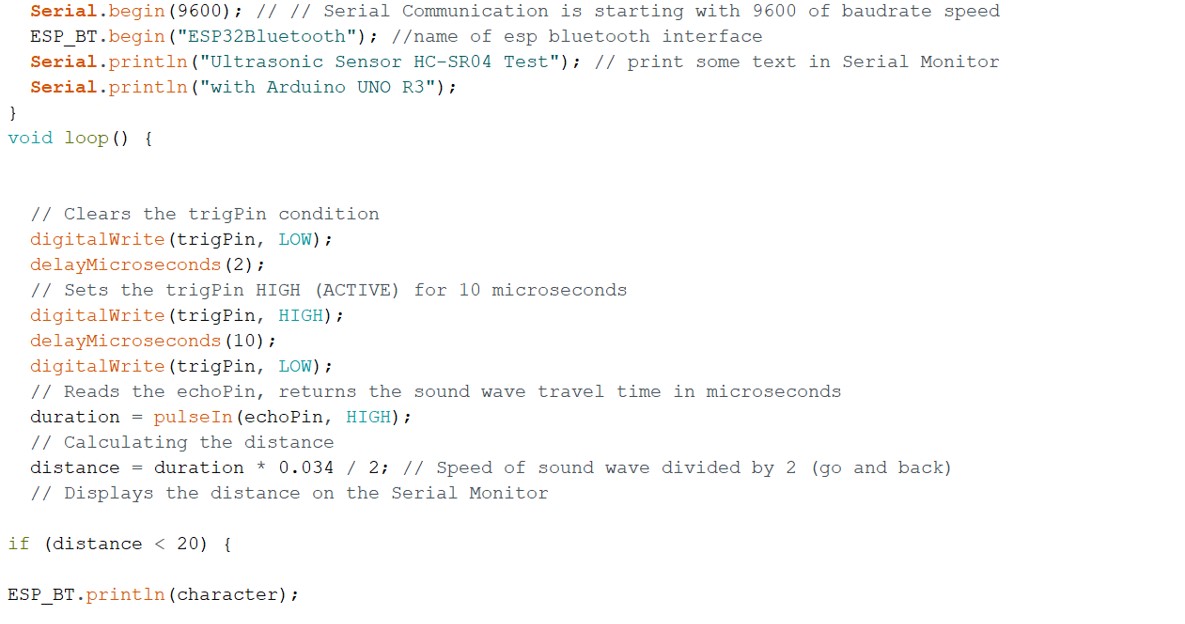 Serial.begin(9600); // // Serial Communication is starting with 9600 of baudrate speed
ESP_BT.begin("ESP32Bluetooth"); //name of esp bluetooth interface
Serial.println("Ultrasonic Sensor HC-SR04 Test"); // print some text in Serial Monitor
Serial.println("with Arduino UNO R3");
}
void loop() {
// Clears the trigPin condition
digitalWrite(trigPin, LOW);
delayMicroseconds(2);
// Sets the trigPin HIGH (ACTIVE) for 10 microseconds
digitalWrite(trigPin, HIGH);
delayMicroseconds(10);
digitalWrite(trigPin, LOW);
// Reads the echoPin, returns the sound wave travel time in microseconds
duration = pulseIn(echoPin, HIGH);
// Calculating the distance
distance = duration * 0.034 / 2; // Speed of sound wave divided by 2 (go and back)
// Displays the distance on the Serial Monitor
if (distance < 20) {
ESP_BT.println(character);